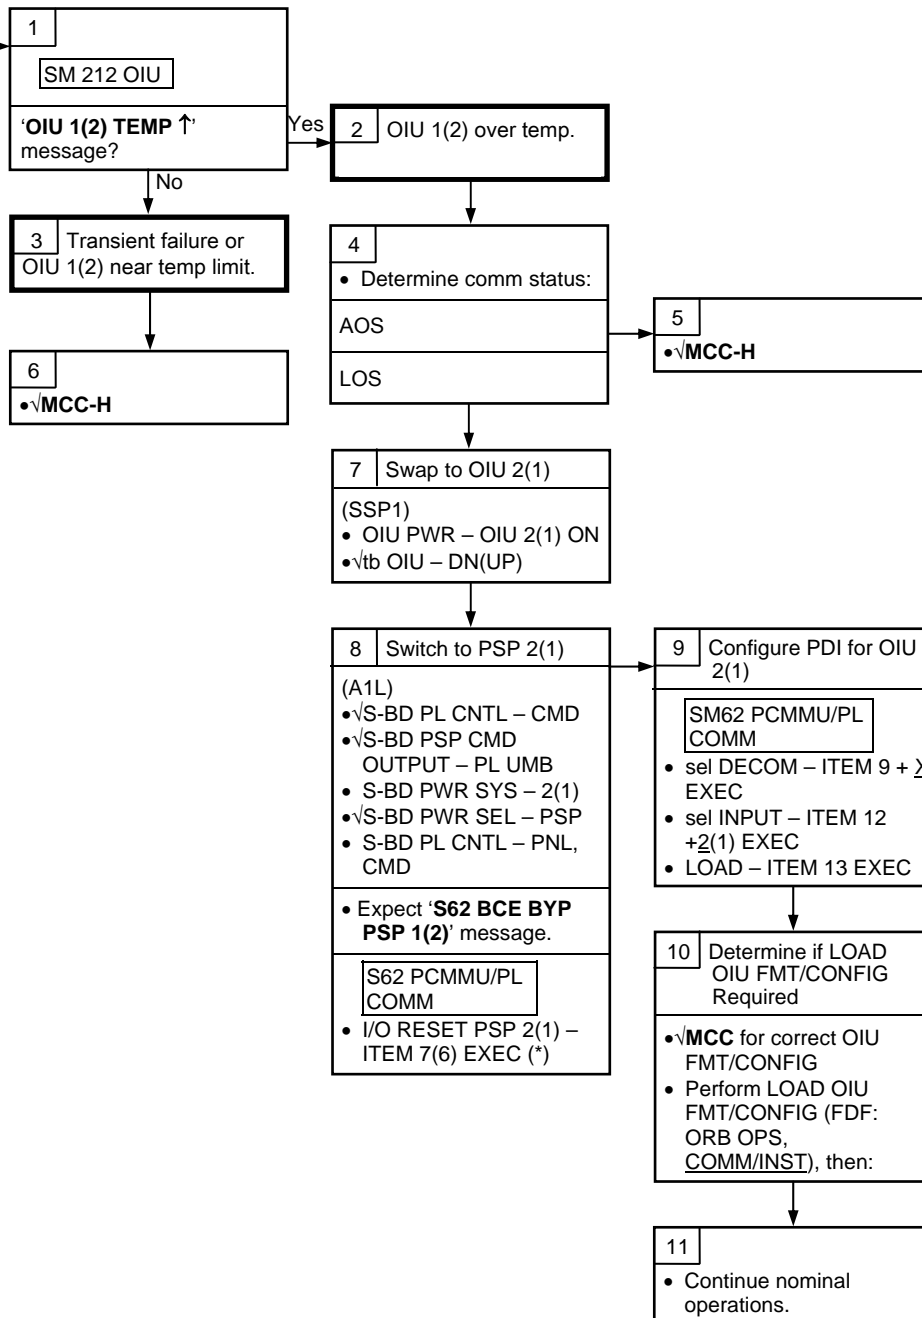 1
SM 212 OIU
‘OIU 1(2) TEMP ↑’
message?
Yes
No
2 OIU 1(2) over temp.
3 Transient failure or
OIU 1(2) near temp limit.
4
• Determine comm status:
AOS
LOS
5
•√MCC-H
6
•√MCC-H
7 Swap to OIU 2(1)
(SSP1)
• OIU PWR – OIU 2(1) ON
•√tb OIU – DN(UP)
8 Switch to PSP 2(1)
(A1L)
•√S-BD PL CNTL – CMD
•√S-BD PSP CMD
OUTPUT – PL UMB
• S-BD PWR SYS – 2(1)
•√S-BD PWR SEL – PSP
• S-BD PL CNTL – PNL,
CMD
• Expect ‘S62 BCE BYP
PSP 1(2)’ message.
S62 PCMMU/PL
COMM
• I/O RESET PSP 2(1) –
ITEM 7(6) EXEC (*)
9 Configure PDI for OIU
2(1)
SM62 PCMMU/PL
COMM
• sel DECOM – ITEM 9 +
EXEC
• sel INPUT – ITEM 12
+2(1) EXEC
• LOAD – ITEM 13 EXEC
10 Determine if LOAD
OIU FMT/CONFIG
Required
•√MCC for correct OIU
FMT/CONFIG
• Perform LOAD OIU
FMT/CONFIG (FDF:
ORB OPS,
COMM/INST), then:
11
• Continue nominal
operations.